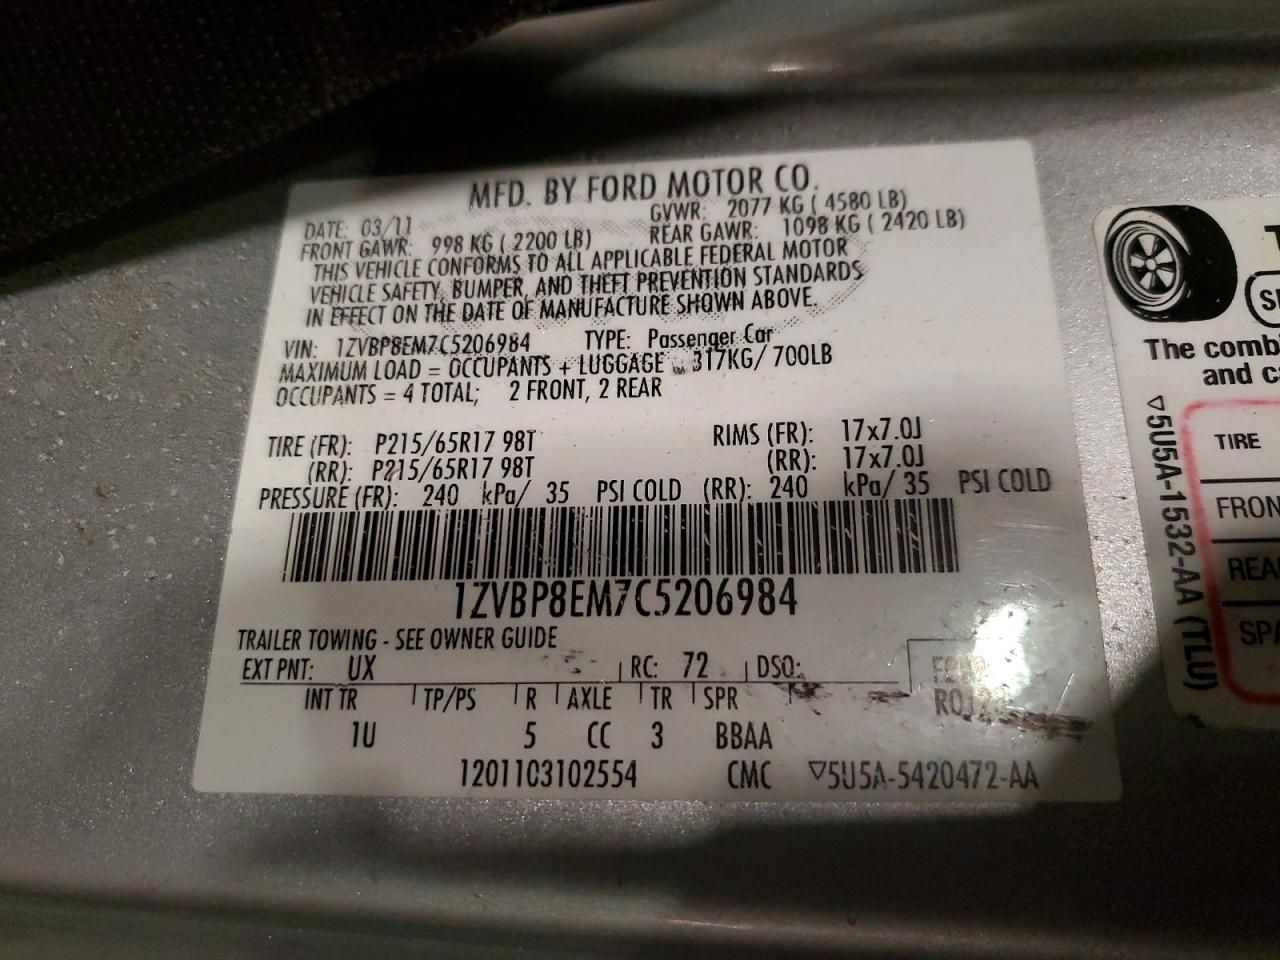 MFD. BY FORD MOTOR CO.
DATE: 03/11 GVWR: 2077 KG ( 4580 LB)
FRONT GAWR: 998 KG ( 2200 LB) REAR GAWR: 1098 KG ( 2420 LB)
THIS VEHICLE CONFORMS TO ALL APPLICABLE FEDERAL MOTOR
VEHICLE SAFETY, BUMPER, AND THEFT PREVENTION STANDARDS
IN EFFECT ON THE DATE OF MANUFACTURE SHOWN ABOVE.
VIN: 1ZVBP8EM7C5206984 TYPE: Passenger Car
MAXIMUM LOAD = OCCUPANTS + LUGGAGE = 317KG/ 700LB
OCCUPANTS = 4 TOTAL; 2 FRONT, 2 REAR
TIRE (FR): P215/65R17 98T RIMS (FR): 17x7.0J
(RR): P215/65R17 98T (RR): 17x7.0J
PRESSURE (FR): 240 kPa/ 35 PSI COLD (RR): 240 kPa/ 35 PSI COLD
1ZVBP8EM7C5206984
TRAILER TOWING - SEE OWNER GUIDE
EXT PNT: UX RC: 72 DSO:
INT TR TP/PS R AXLE TR SPR
1U 5 CC 3 BBAA
1201103102554 CMC ▽5U5A-5420472-AA
The comb
and c
▽5U5A-1532-AA (TLU)
TIRE
FRON
REA
SPA